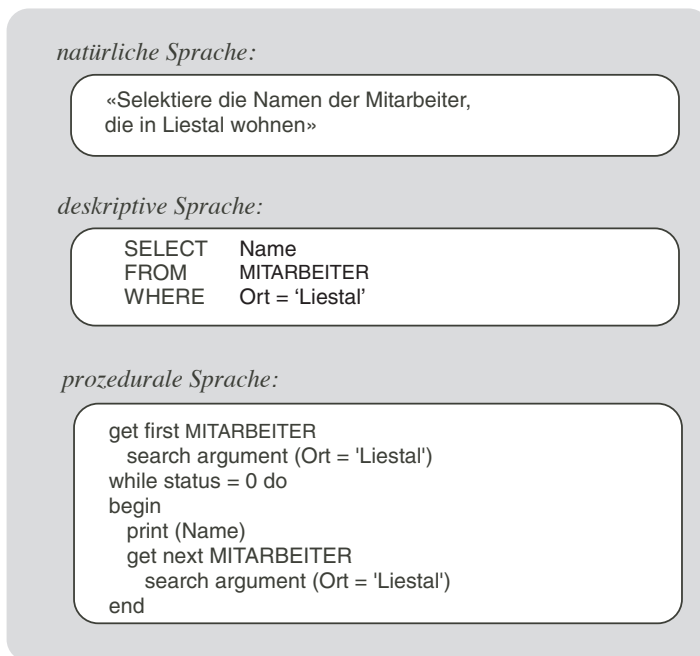 natürliche Sprache:
«Selektiere die Namen der Mitarbeiter,
die in Liestal wohnen»
deskriptive Sprache:
SELECT Name
FROM MITARBEITER
WHERE Ort = ‘Liestal’
prozedurale Sprache:
get first MITARBEITER
search argument (Ort = 'Liestal')
while status = 0 do
begin
print (Name)
get next MITARBEITER
search argument (Ort = 'Liestal')
end